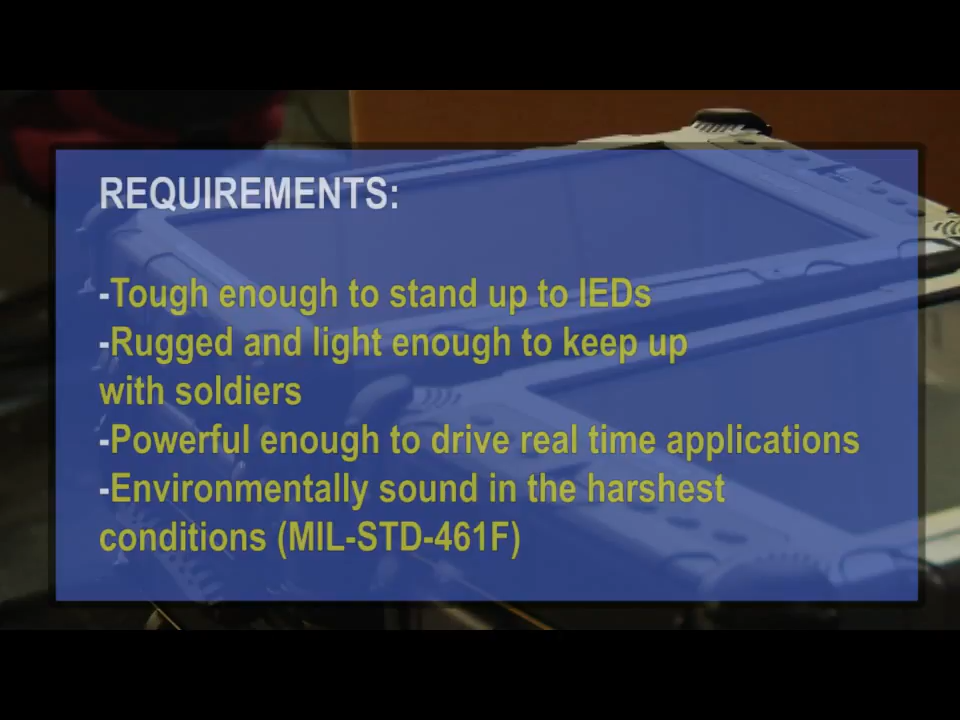 REQUIREMENTS:
-Tough enough to stand up to IEDs
-Rugged and light enough to keep up
with soldiers
-Powerful enough to drive real time applications
-Environmentally sound in the harshest
conditions (MIL-STD-461F)